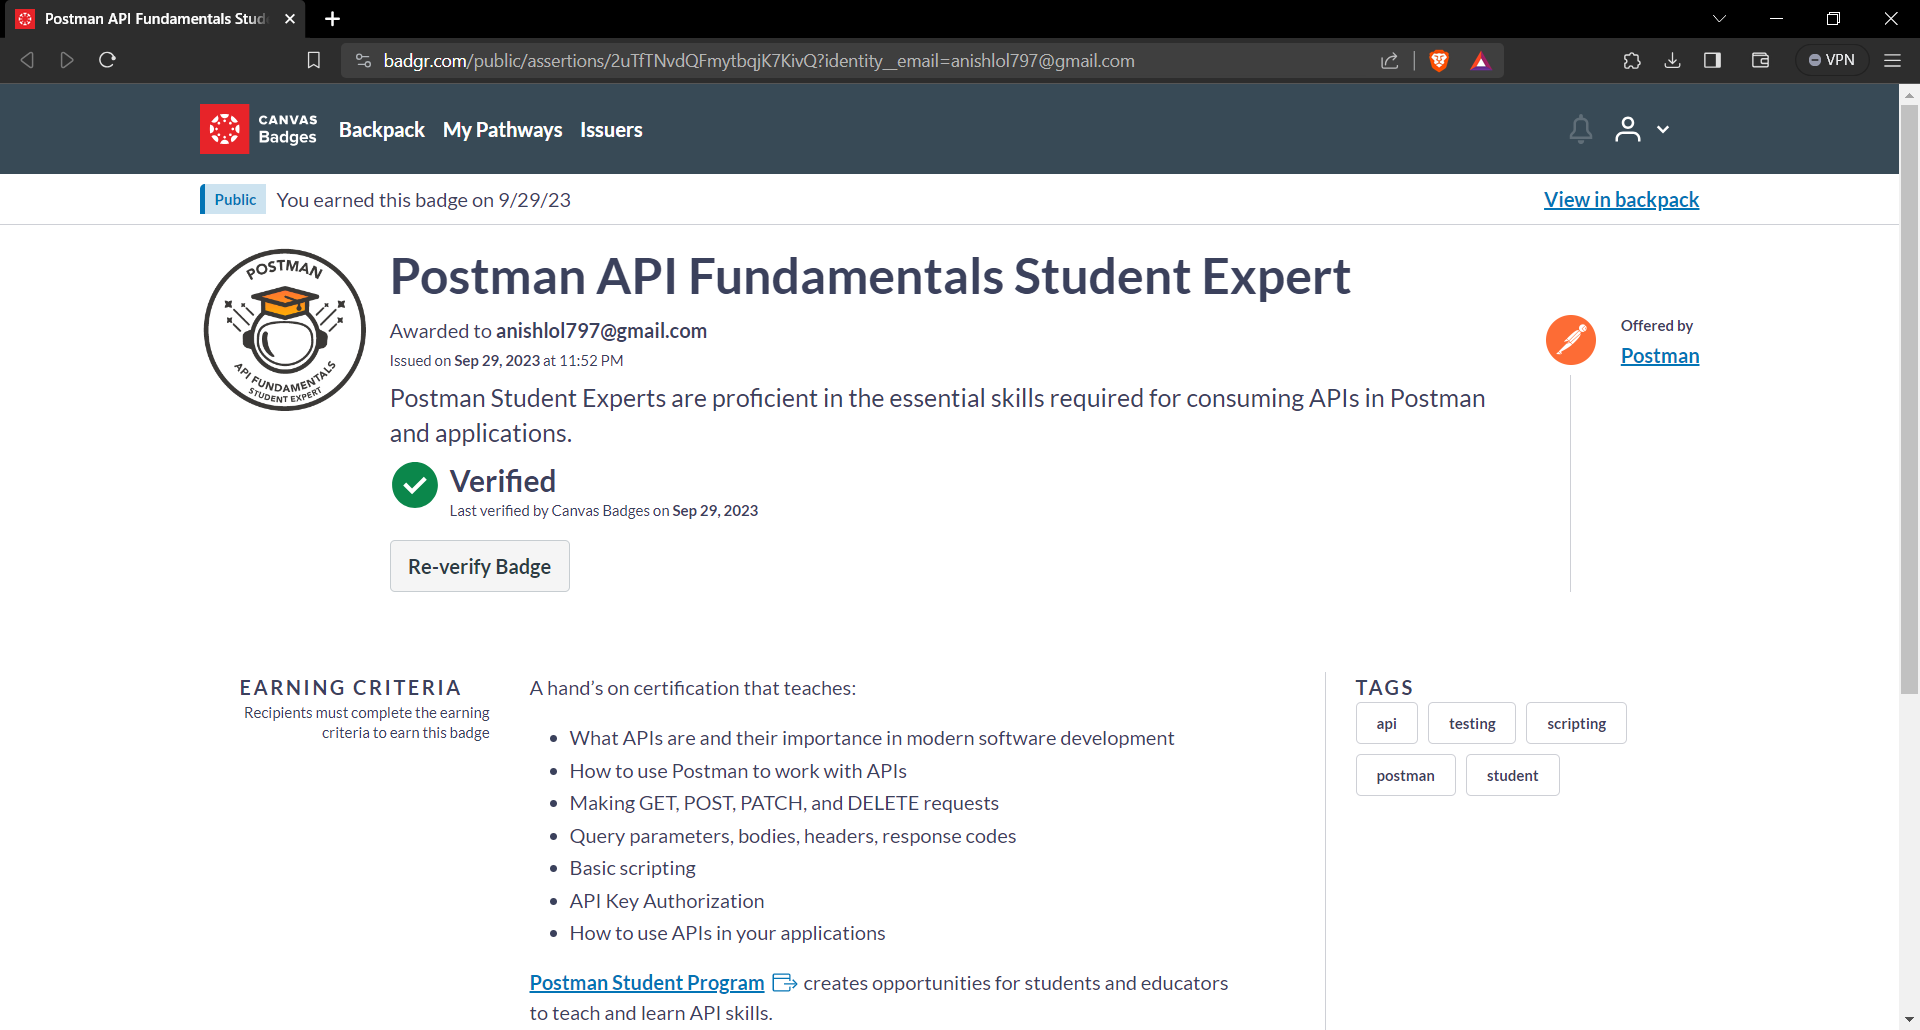 Postman API Fundamentals Stud
badgr.com/public/assertions/2uTfTNvdQFmytbqjK7KivQ?identity__email=anishlol797@gmail.com
VPN
CANVAS
Badges
Backpack
My Pathways
Issuers
Public
You earned this badge on 9/29/23
View in backpack
POSTMAN
API FUNDAMENTALS
STUDENT EXPERT
Postman API Fundamentals Student Expert
Awarded to anishlol797@gmail.com
Issued on Sep 29, 2023 at 11:52 PM
Postman Student Experts are proficient in the essential skills required for consuming APIs in Postman
and applications.
Verified
Last verified by Canvas Badges on Sep 29, 2023
Re-verify Badge
Offered by
Postman
EARNING CRITERIA
Recipients must complete the earning
criteria to earn this badge
A hand’s on certification that teaches:
What APIs are and their importance in modern software development
How to use Postman to work with APIs
Making GET, POST, PATCH, and DELETE requests
Query parameters, bodies, headers, response codes
Basic scripting
API Key Authorization
How to use APIs in your applications
Postman Student Program creates opportunities for students and educators
to teach and learn API skills.
TAGS
api
testing
scripting
postman
student